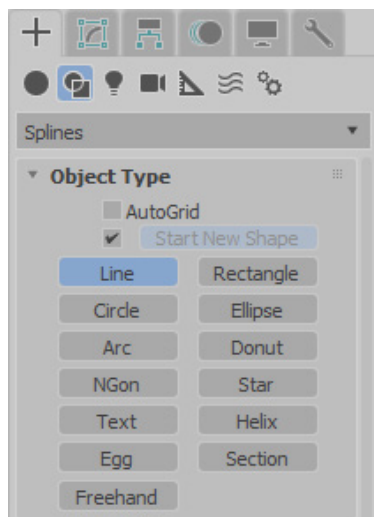 Splines
Object Type
AutoGrid
Start New Shape
Line Rectangle
Circle Ellipse
Arc Donut
NGon Star
Text Helix
Egg Section
Freehand